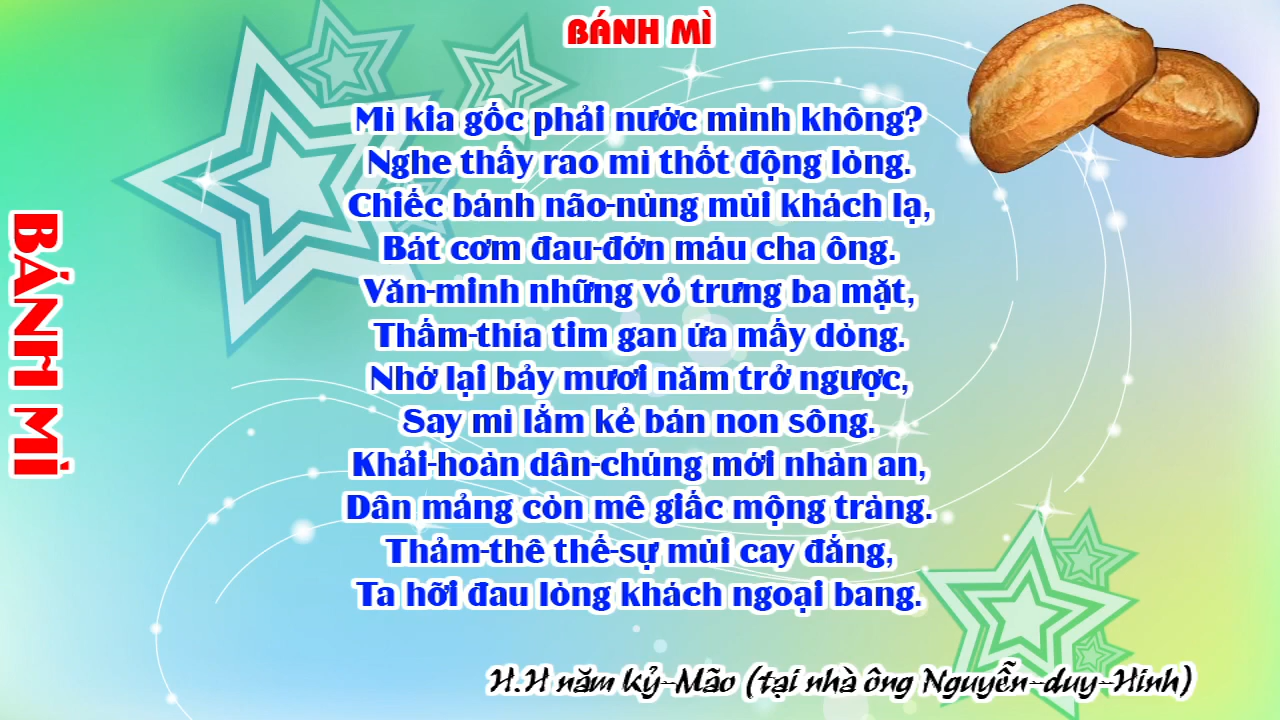 BÁNH MÌ
BÁNH MÌ
Mì kia gốc phải nước mình không?
Nghe thấy rao mì thốt động lòng.
Chiếc bánh não-nùng mùi khách lạ,
Bát cơm đau-đớn máu cha ông.
Văn-minh những vỏ trưng ba mặt,
Thấm-thía tim gan ứa mấy dòng.
Nhớ lại bảy mươi năm trở ngược,
Say mì lắm kẻ bán non sông.
Khải-hoàn dân-chúng mới nhàn an,
Dân mảng còn mê giấc mộng tràng.
Thảm-thê thế-sự mùi cay đắng,
Ta hỡi đau lòng khách ngoại bang.
H.H năm kỷ-Mão (tại nhà ông Nguyễn-duy-Hinh)